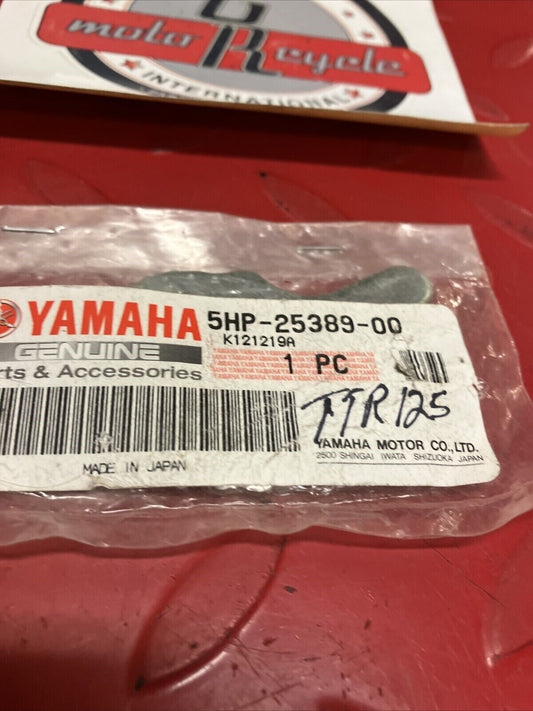 G
motoRcycle
INTERNATIONAL
YAMAHA
GENUINE
Parts & Accessories
5HP-25389-00
K121219A
1 PC
TTR125
MADE IN JAPAN
YAMAHA MOTOR CO., LTD.
2500 SHINGAI IWATA SHIZUOKA JAPAN